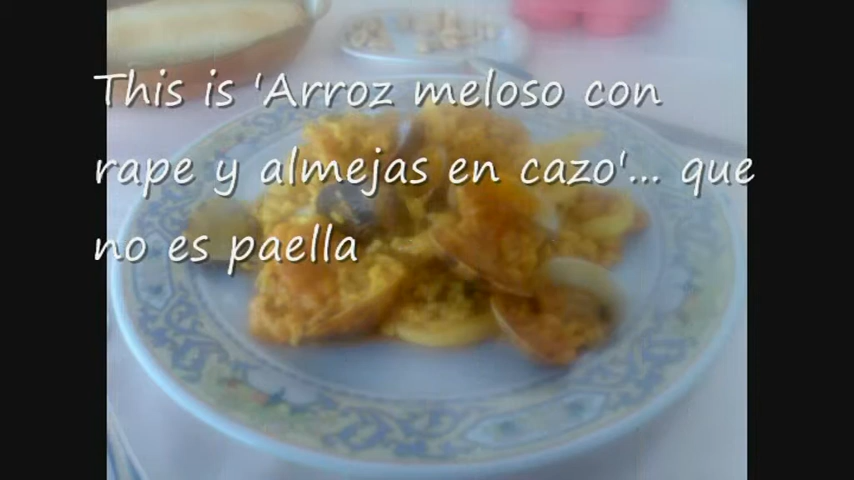 This is 'Arroz meloso con
rape y almejas en cazo'... que
no es paella